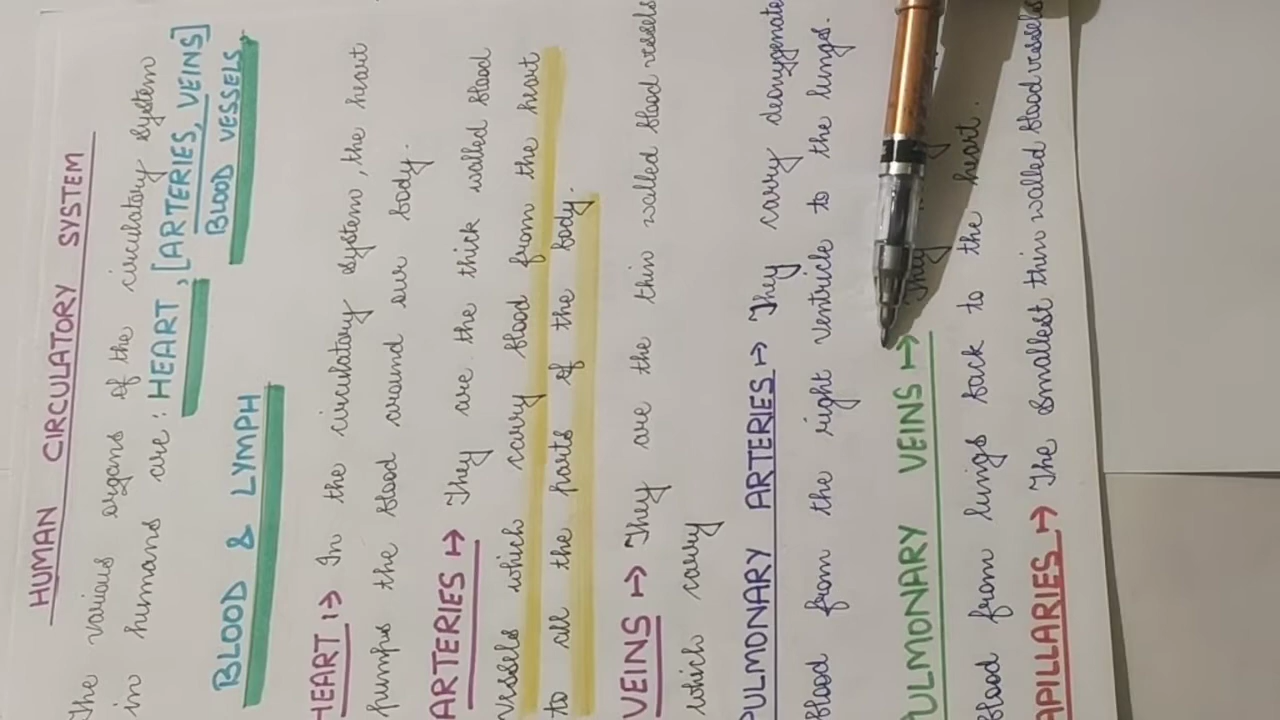 HUMAN CIRCULATORY SYSTEM
The various organs of the circulatory system
in humans are : HEART , [ARTERIES, VEINS]
BLOOD VESSELS
BLOOD & LYMPH
HEART :→ In the circulatory system, the heart
pumps the blood around our body.
ARTERIES ↦ They are the thick walled blood
vessels which carry blood from the heart
to all the parts of the body.
VEINS ↦ They are the thin walled blood vessels
which carry
PULMONARY ARTERIES ↦ They carry deoxygenate
blood from the right ventricle to the lungs.
PULMONARY VEINS ↦ They
blood from lungs back to the heart.
APILLARIES ↦ The smallest thin walled blood vessels